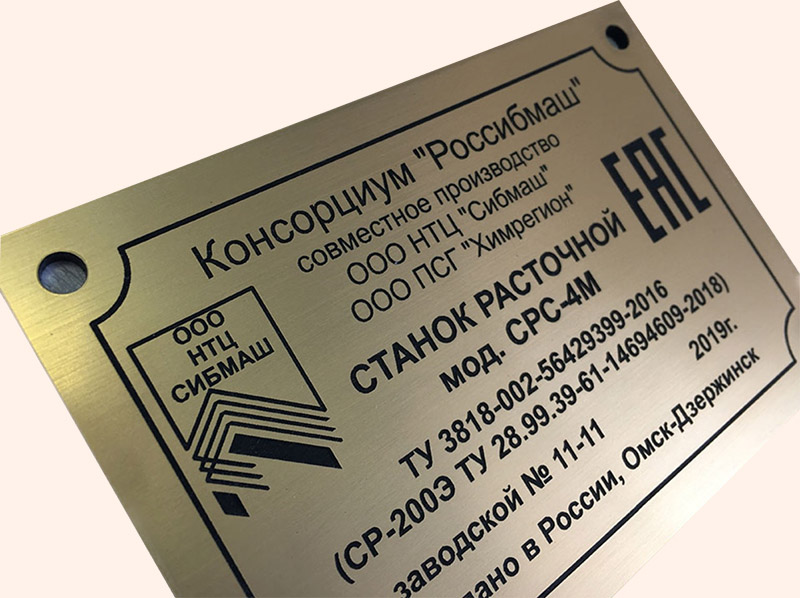 Консорциум "Россибмаш"
совместное производство
ООО НТЦ "Сибмаш"
ООО ПСГ "Химрегион"
ЕАС
ООО
НТЦ
СИБМАШ
СТАНОК РАСТОЧНОЙ
мод. СРС-4М
ТУ 3818-002-56429399-2016
(СР-200Э ТУ 28.99.39-61-14694609-2018)
заводской № 11-11 2019г.
в России, Омск-Дзержинск